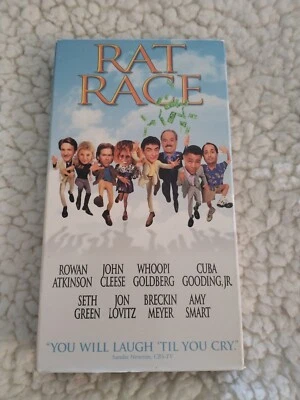 RAT
RACE
ROWAN JOHN WHOOPI CUBA
ATKINSON CLEESE GOLDBERG GOODING, JR
SETH JON BRECKIN AMY
GREEN LOVITZ MEYER SMART
"YOU WILL LAUGH 'TIL YOU CRY."